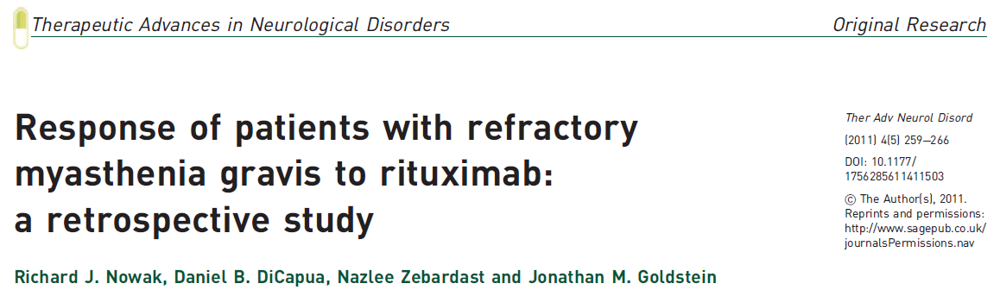 Therapeutic Advances in Neurological Disorders
Original Research
Response of patients with refractory
myasthenia gravis to rituximab:
a retrospective study
Richard J. Nowak, Daniel B. DiCapua, Nazlee Zebardast and Jonathan M. Goldstein
Ther Adv Neurol Disord
(2011) 4(5) 259–266
DOI: 10.1177/
1756285611411503
© The Author(s), 2011.
Reprints and permissions:
http://www.sagepub.co.uk/
journalsPermissions.nav